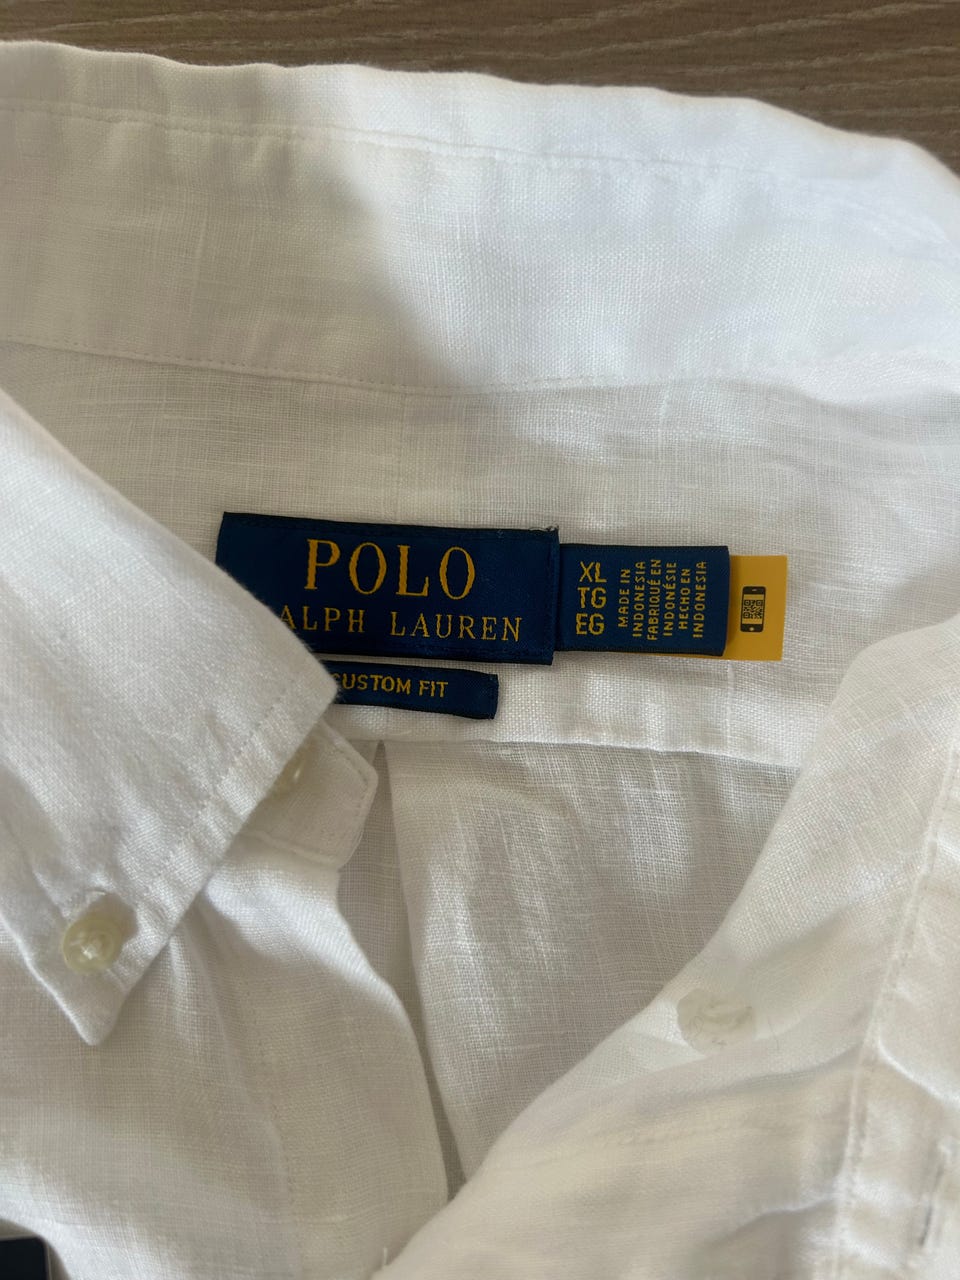 POLO
ALPH LAUREN
CUSTOM FIT
XL
TG
EG
MADE IN
INDONESIA
FABRIQUÉ EN
INDONÉSIE
HECHO EN
INDONESIA